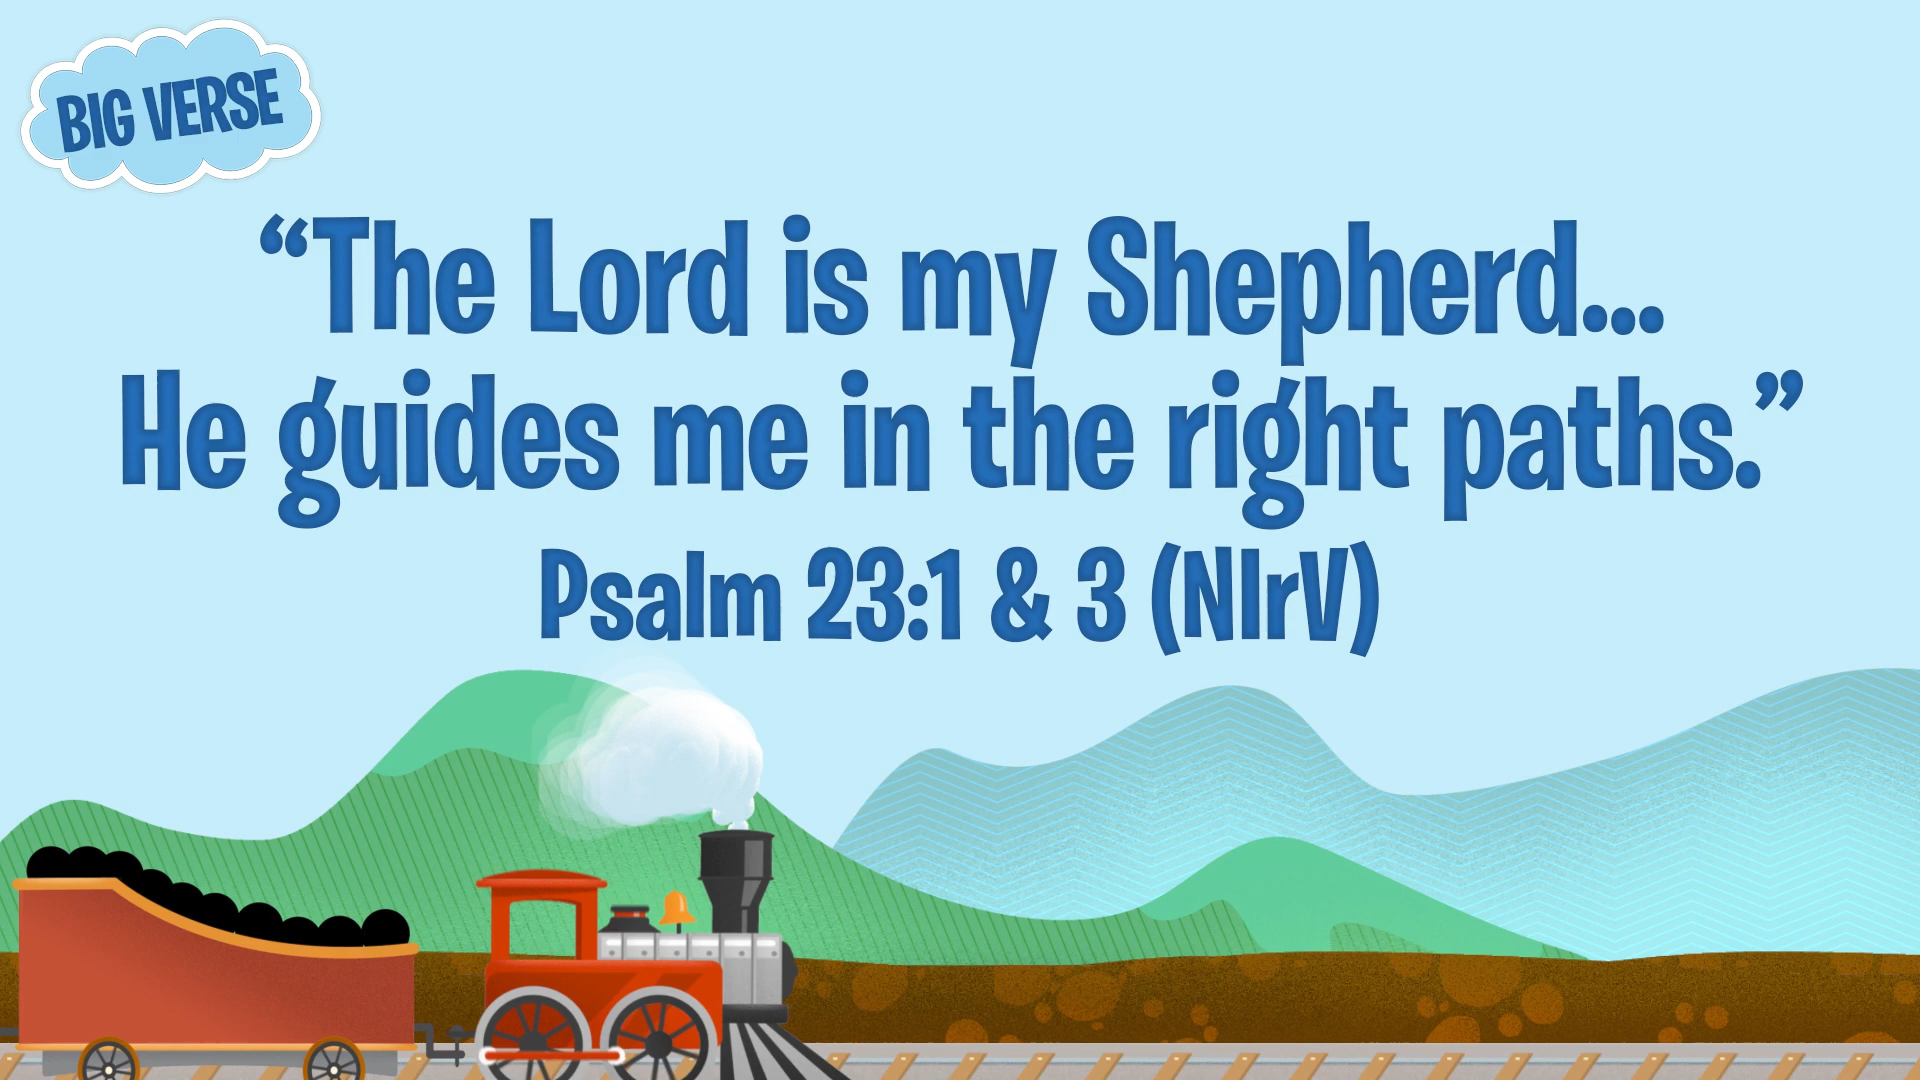 BIG VERSE
“The Lord is my Shepherd...
He guides me in the right paths.”
Psalm 23:1 & 3 (NIrV)